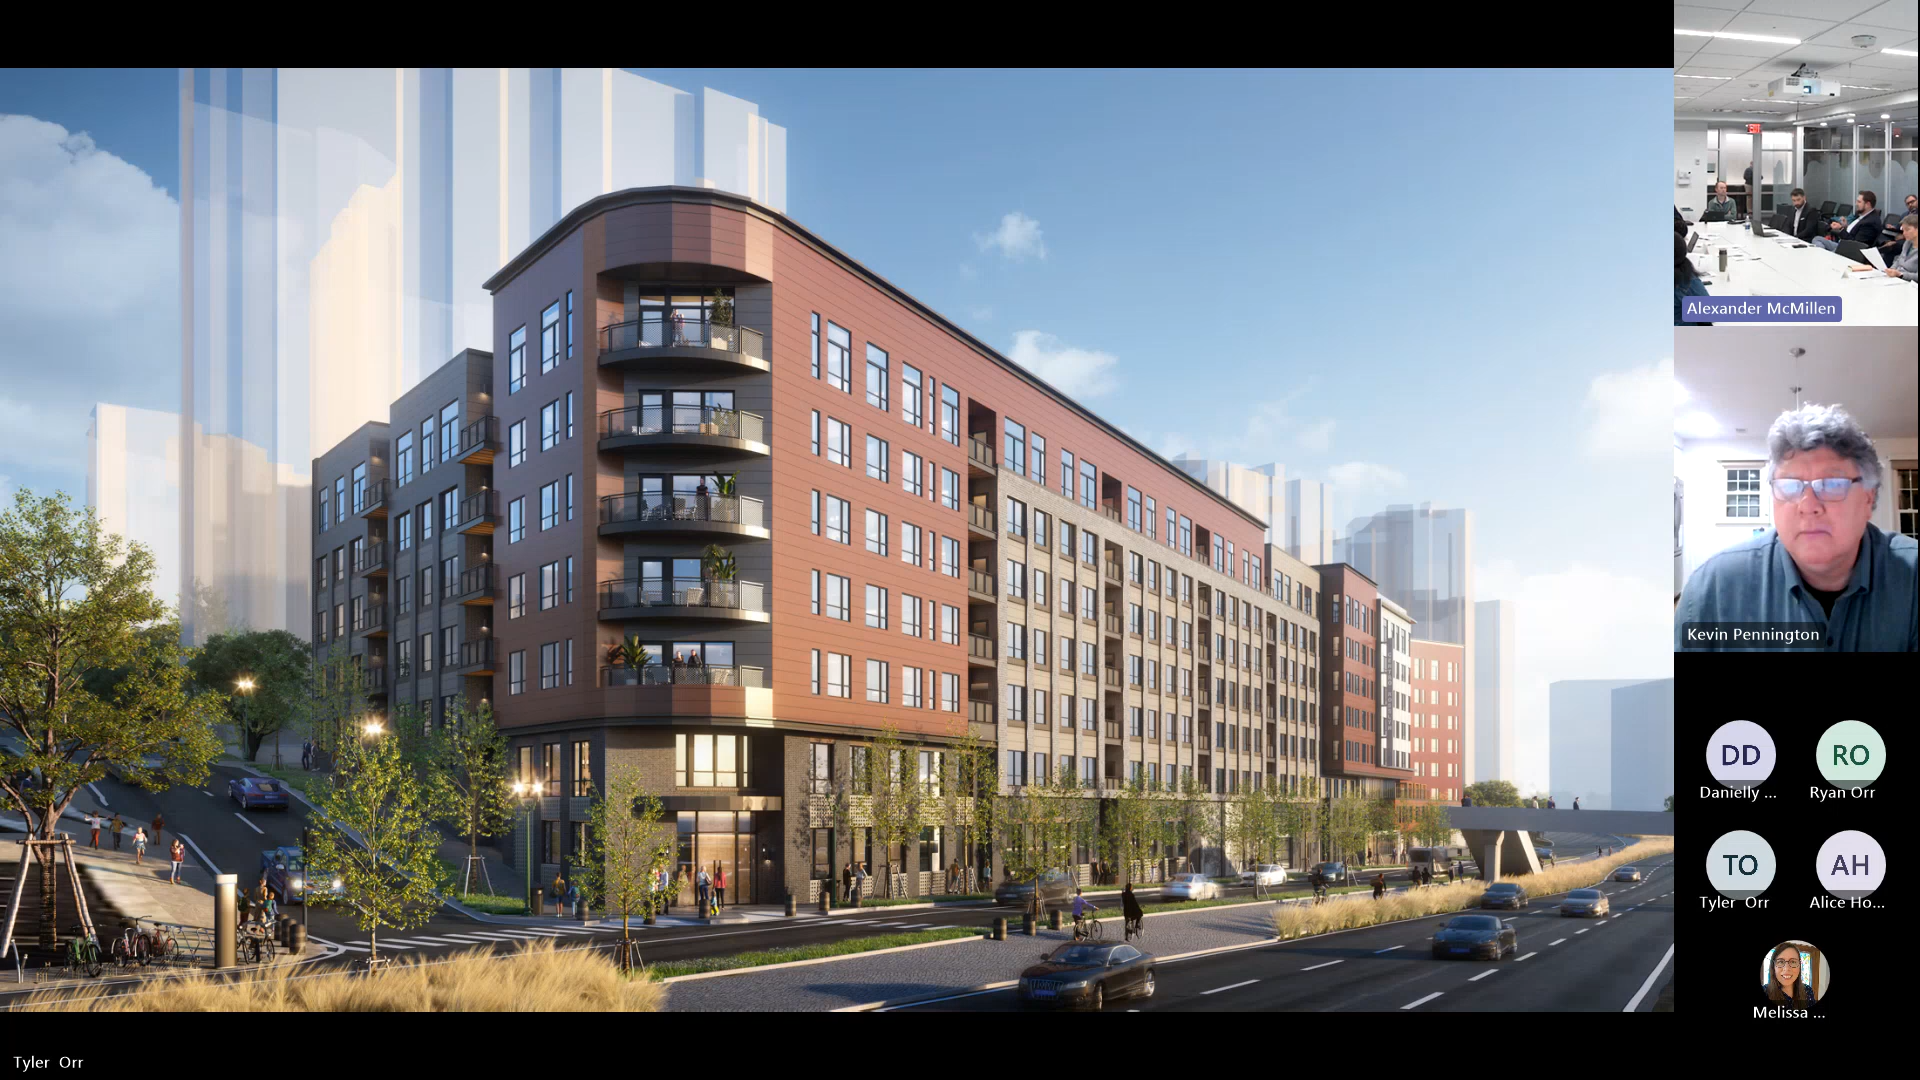 Alexander McMillen
Kevin Pennington
DD
Danielly ...
RO
Ryan Orr
TO
Tyler Orr
AH
Alice Ho...
Melissa ...
Tyler Orr